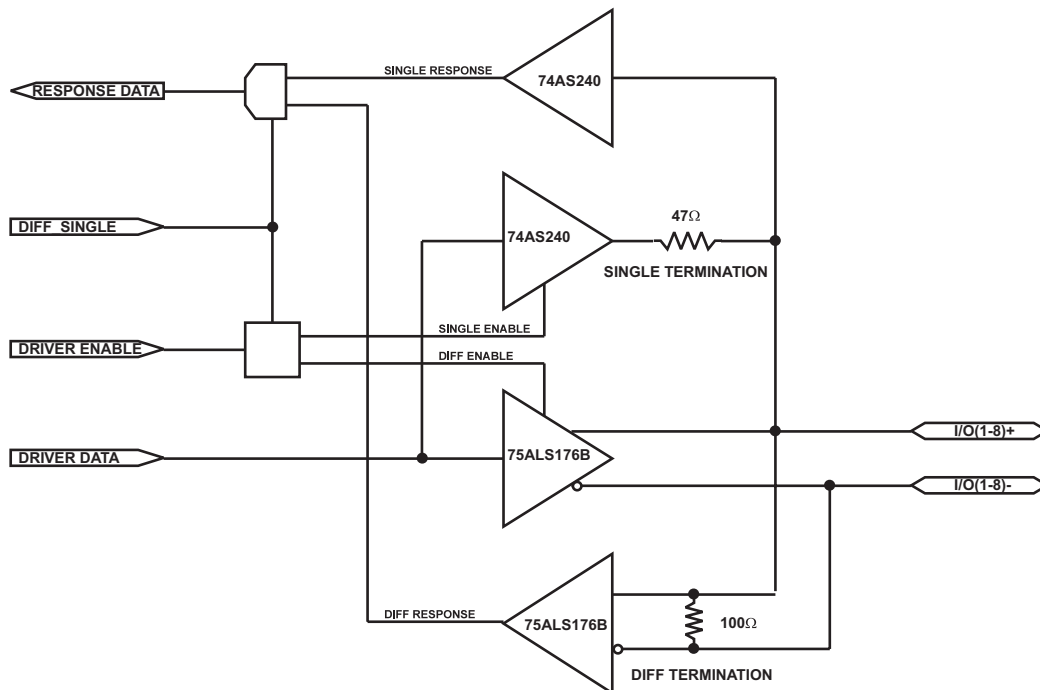 SINGLE RESPONSE
74AS240
RESPONSE DATA
47Ω
DIFF SINGLE
74AS240
SINGLE TERMINATION
SINGLE ENABLE
DRIVER ENABLE
DIFF ENABLE
I/O(1-8)+
DRIVER DATA
75ALS176B
I/O(1-8)-
DIFF RESPONSE
75ALS176B
100Ω
DIFF TERMINATION